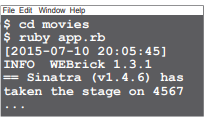 File Edit Window Help
$ cd movies
$ ruby app.rb
[2015-07-10 20:05:45]
INFO  WEBrick 1.3.1
== Sinatra (v1.4.6) has
taken the stage on 4567
...